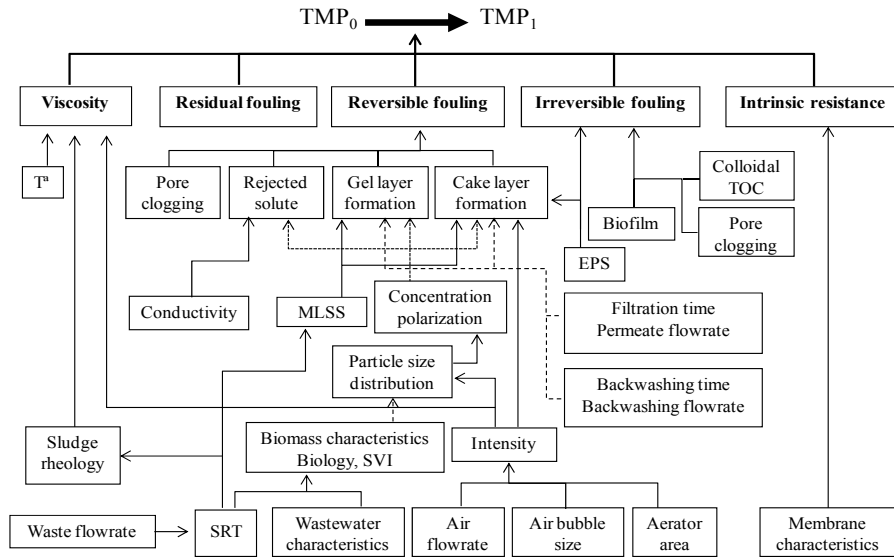 TMP₀ TMP₁
Viscosity
Residual fouling
Reversible fouling
Irreversible fouling
Intrinsic resistance
Tª
Pore
clogging
Rejected
solute
Gel layer
formation
Cake layer
formation
Colloidal
TOC
Biofilm
Pore
clogging
EPS
Conductivity
MLSS
Concentration
polarization
Filtration time
Permeate flowrate
Particle size
distribution
Backwashing time
Backwashing flowrate
Sludge
rheology
Biomass characteristics
Biology, SVI
Intensity
Waste flowrate
SRT
Wastewater
characteristics
Air
flowrate
Air bubble
size
Aerator
area
Membrane
characteristics